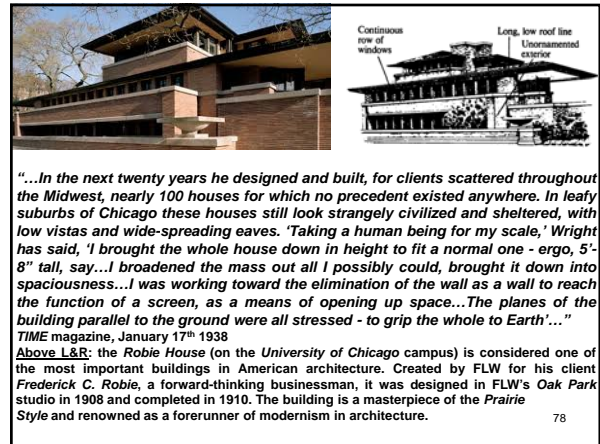 Continuous
row of
windows
Long, low roof line
Unornamented
exterior
“…In the next twenty years he designed and built, for clients scattered throughout
the Midwest, nearly 100 houses for which no precedent existed anywhere. In leafy
suburbs of Chicago these houses still look strangely civilized and sheltered, with
low vistas and wide-spreading eaves. ‘Taking a human being for my scale,’ Wright
has said, ‘I brought the whole house down in height to fit a normal one - ergo, 5’-
8” tall, say…I broadened the mass out all I possibly could, brought it down into
spaciousness…I was working toward the elimination of the wall as a wall to reach
the function of a screen, as a means of opening up space…The planes of the
building parallel to the ground were all stressed - to grip the whole to Earth’…”
TIME magazine, January 17th 1938
Above L&R: the Robie House (on the University of Chicago campus) is considered one of
the most important buildings in American architecture. Created by FLW for his client
Frederick C. Robie, a forward-thinking businessman, it was designed in FLW’s Oak Park
studio in 1908 and completed in 1910. The building is a masterpiece of the Prairie
Style and renowned as a forerunner of modernism in architecture.
78